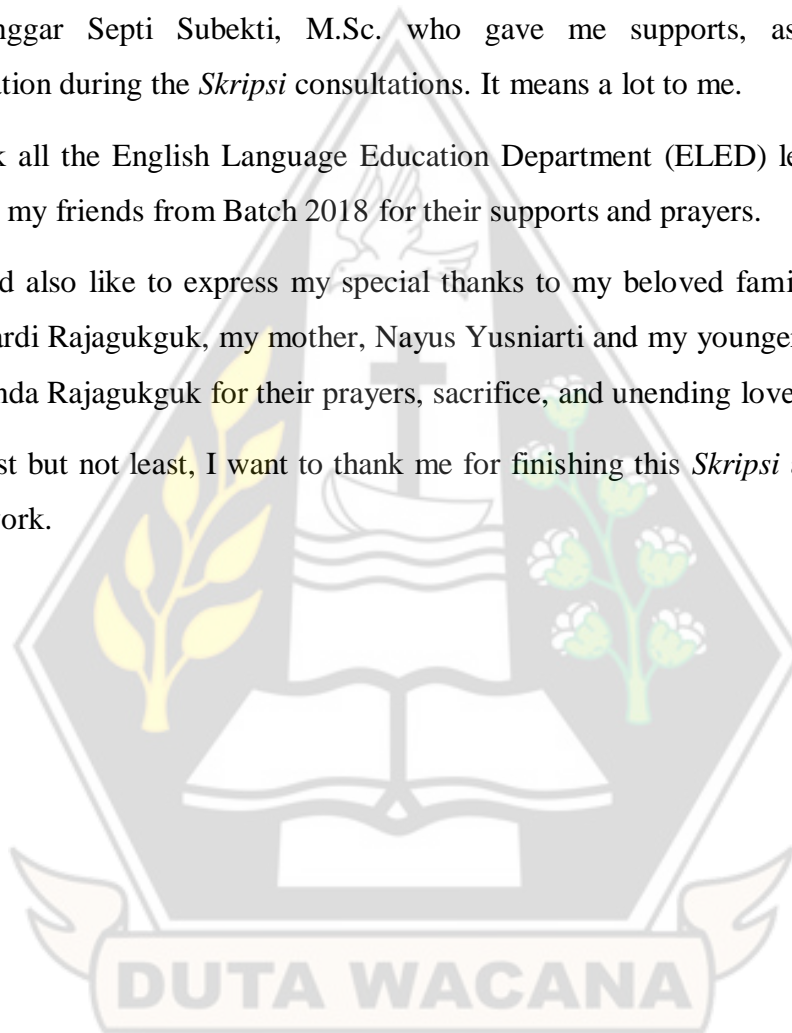 nggar Septi Subekti, M.Sc. who gave me supports, as
ation during the Skripsi consultations. It means a lot to me.
k all the English Language Education Department (ELED) le
my friends from Batch 2018 for their supports and prayers.
d also like to express my special thanks to my beloved fami
ardi Rajagukguk, my mother, Nayus Yusniarti and my younger
nda Rajagukguk for their prayers, sacrifice, and unending love
st but not least, I want to thank me for finishing this Skripsi
ork.
DUTA WACANA